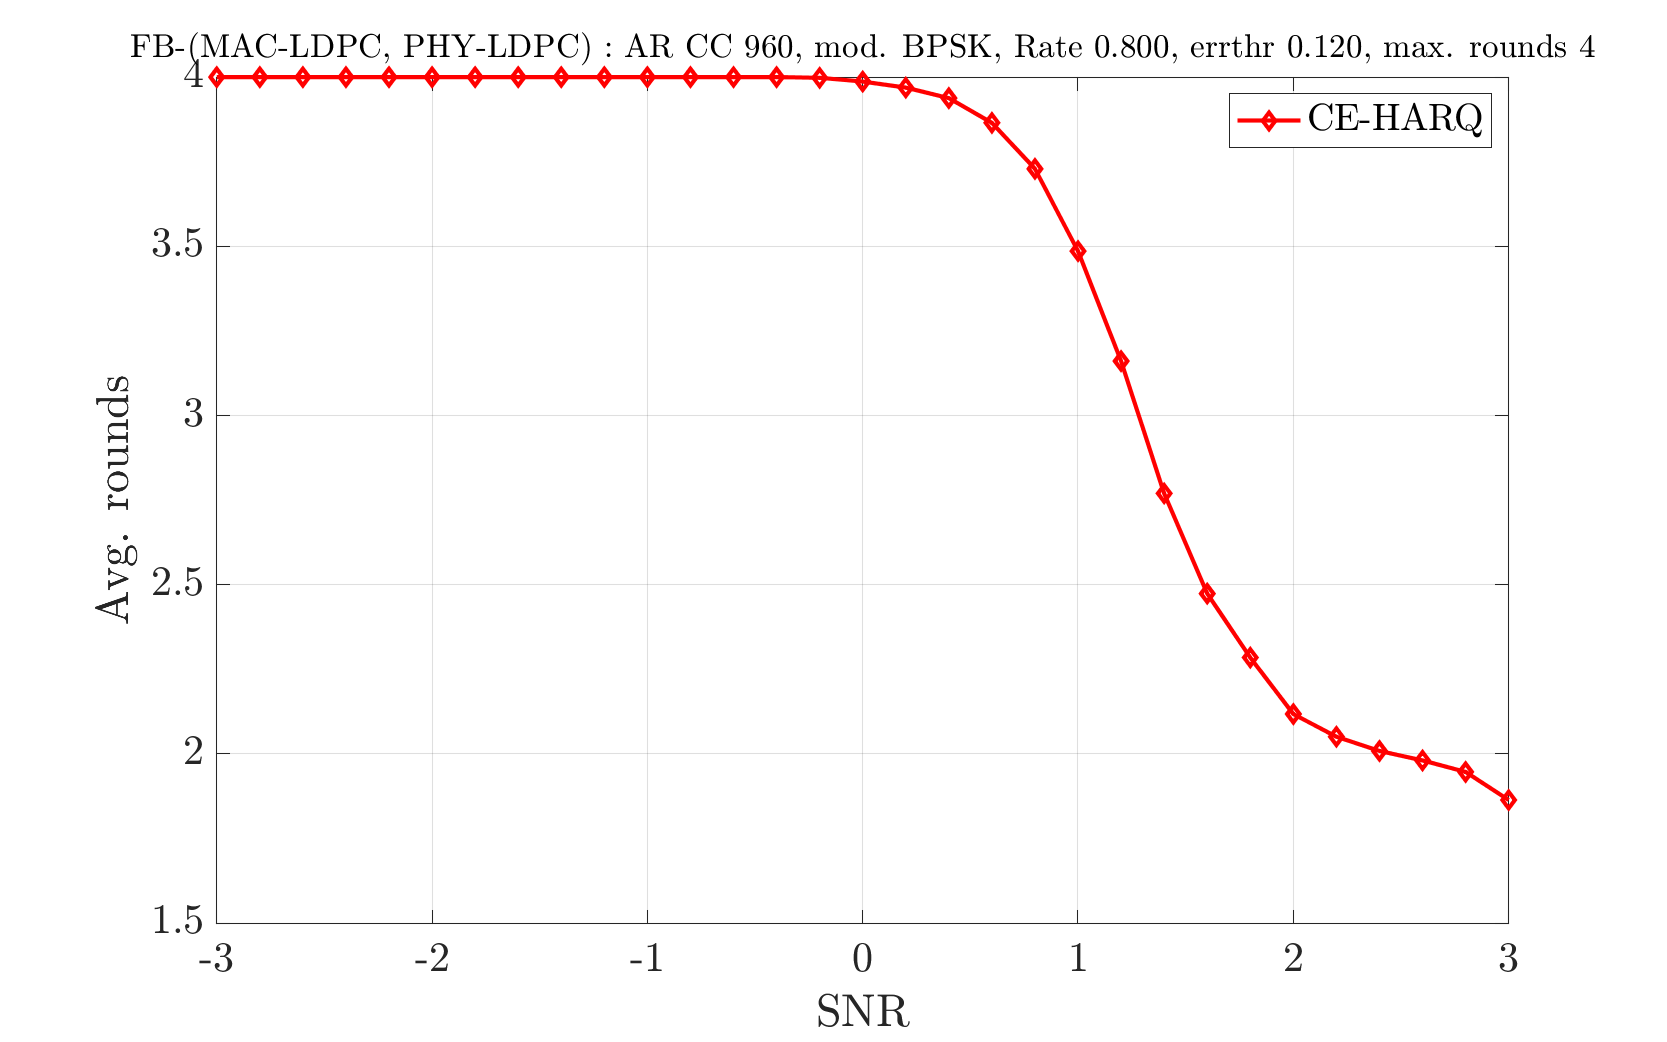 FB-(MAC-LDPC, PHY-LDPC) : AR CC 960, mod. BPSK, Rate 0.800, errthr 0.120, max. rounds 4
CE-HARQ
Avg. rounds
4
3.5
3
2.5
2
1.5
-3 -2 -1 0 1 2 3
SNR